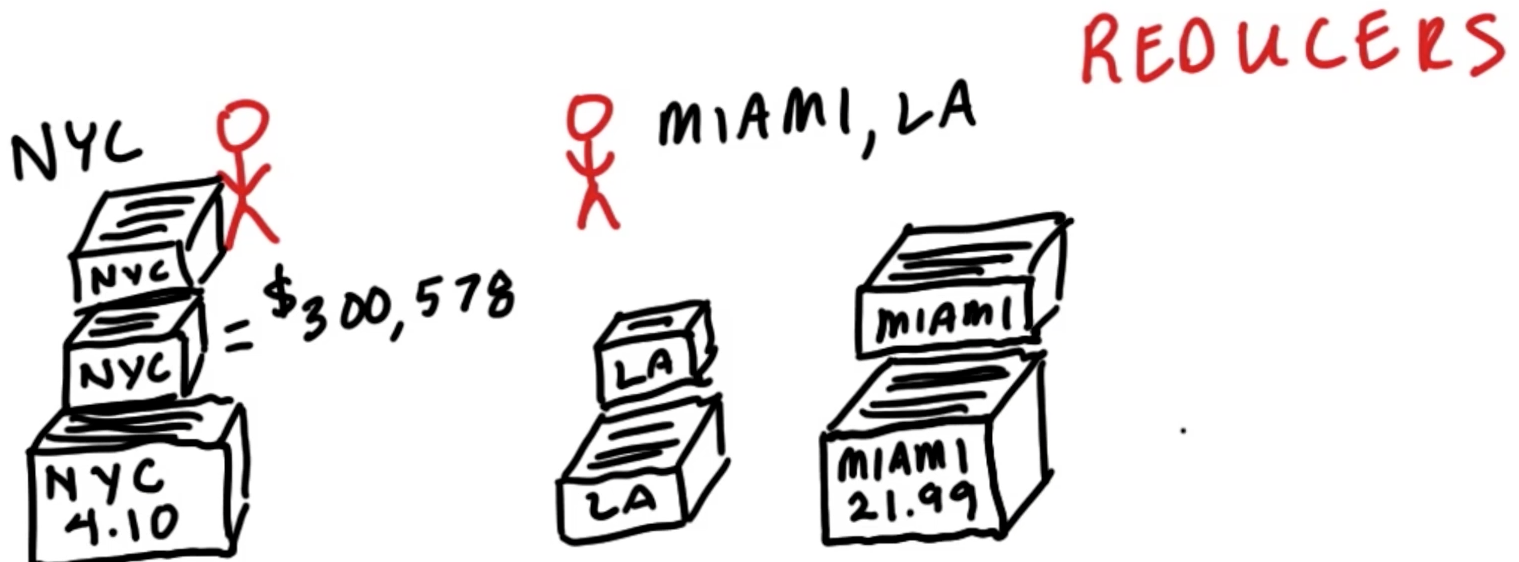 REDUCERS
NYC
MIAMI, LA
NYC
= $300,578
NYC
NYC
4.10
LA
LA
MIAMI
MIAMI
21.99